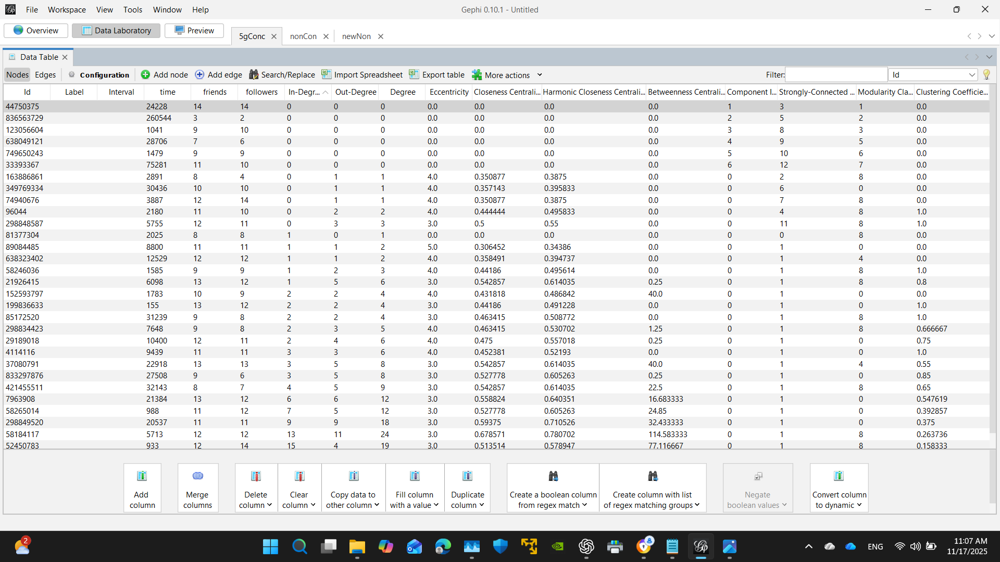 File Workspace View Tools Window Help Gephi 0.10.1 - Untitled
Overview Data Laboratory Preview 5gConc nonCon newNon
Data Table
Nodes Edges Configuration Add node Add edge Search/Replace Import Spreadsheet Export table More actions Filter: Id
Id Label Interval time friends followers In-Degr... Out-Degree Degree Eccentricity Closeness Centrali... Harmonic Closeness Centrali... Betweenness Centrali... Component I... Strongly-Connected ... Modularity Cla... Clustering Coefficie...
44750375 24228 14 14 0 0 0 0.0 0.0 0.0 0.0 1 3 1 0.0
836563729 260544 3 2 0 0 0 0.0 0.0 0.0 0.0 2 5 2 0.0
123056604 1041 9 10 0 0 0 0.0 0.0 0.0 0.0 3 8 3 0.0
638049121 28706 7 6 0 0 0 0.0 0.0 0.0 0.0 4 9 5 0.0
749650243 1479 9 9 0 0 0 0.0 0.0 0.0 0.0 5 10 6 0.0
33393367 75281 11 10 0 0 0 0.0 0.0 0.0 0.0 6 12 7 0.0
163886861 2891 8 4 0 1 1 4.0 0.350877 0.3875 0.0 0 2 8 0.0
349769334 30436 10 10 0 1 1 4.0 0.357143 0.395833 0.0 0 6 0 0.0
74940676 3887 12 14 0 1 1 4.0 0.350877 0.3875 0.0 0 7 8 0.0
96044 2180 11 10 0 2 2 4.0 0.444444 0.495833 0.0 0 4 8 1.0
298848587 5755 12 11 0 3 3 3.0 0.5 0.55 0.0 0 11 8 1.0
81377304 2025 8 8 1 0 1 0.0 0.0 0.0 0.0 0 0 8 0.0
89084485 8800 11 11 1 1 2 5.0 0.306452 0.34386 0.0 0 1 0 0.0
638323402 12529 12 12 1 1 2 4.0 0.358491 0.394737 0.0 0 1 4 0.0
58246036 1585 9 9 1 2 3 4.0 0.44186 0.495614 0.0 0 1 8 1.0
21926415 6098 13 12 1 5 6 3.0 0.542857 0.614035 0.25 0 1 8 0.8
152593797 1783 10 9 2 2 4 4.0 0.431818 0.486842 40.0 0 1 0 0.0
199836633 155 13 12 2 2 4 3.0 0.44186 0.491228 0.0 0 1 0 1.0
85172520 31239 9 8 2 2 4 3.0 0.463415 0.508772 0.0 0 1 8 1.0
298834423 7648 9 8 2 3 5 4.0 0.463415 0.530702 1.25 0 1 8 0.666667
29189018 10400 12 11 2 4 6 4.0 0.475 0.557018 0.25 0 1 0 0.75
4114116 9439 11 11 3 3 6 4.0 0.452381 0.52193 0.0 0 1 0 1.0
37080791 22918 13 13 3 5 8 3.0 0.542857 0.614035 40.0 0 1 4 0.55
833297876 27508 9 6 3 5 8 3.0 0.527778 0.605263 0.25 0 1 0 0.85
421455511 32143 8 7 4 5 9 3.0 0.542857 0.614035 22.5 0 1 8 0.65
7963908 21384 13 12 6 6 12 3.0 0.558824 0.640351 16.683333 0 1 0 0.547619
58265014 988 11 12 7 5 12 3.0 0.527778 0.605263 24.85 0 1 0 0.392857
298849520 20537 11 11 9 9 18 3.0 0.59375 0.710526 32.433333 0 1 0 0.375
58184117 5713 12 12 13 11 24 3.0 0.678571 0.780702 114.583333 0 1 8 0.263736
52450783 933 12 14 15 4 19 3.0 0.513514 0.578947 77.116667 0 1 8 0.158333
Add column
Merge columns
Delete column
Clear column
Copy data to other column
Fill column with a value
Duplicate column
Create a boolean column from regex match
Create column with list of regex matching groups
Negate boolean values
Convert column to dynamic
2
8
ENG
11:07 AM
11/17/2025